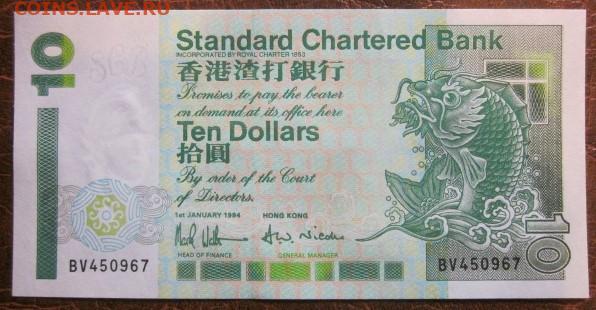 COINS.LAVE.RU
10
Standard Chartered Bank
INCORPORATED BY ROYAL CHARTER 1853
香港渣打銀行
Promises to pay the bearer
on demand at its office here
Ten Dollars
拾圓
By order of the Court
of Directors.
1st JANUARY 1994 HONG KONG
HEAD OF FINANCE GENERAL MANAGER
BV450967 BV450967
10